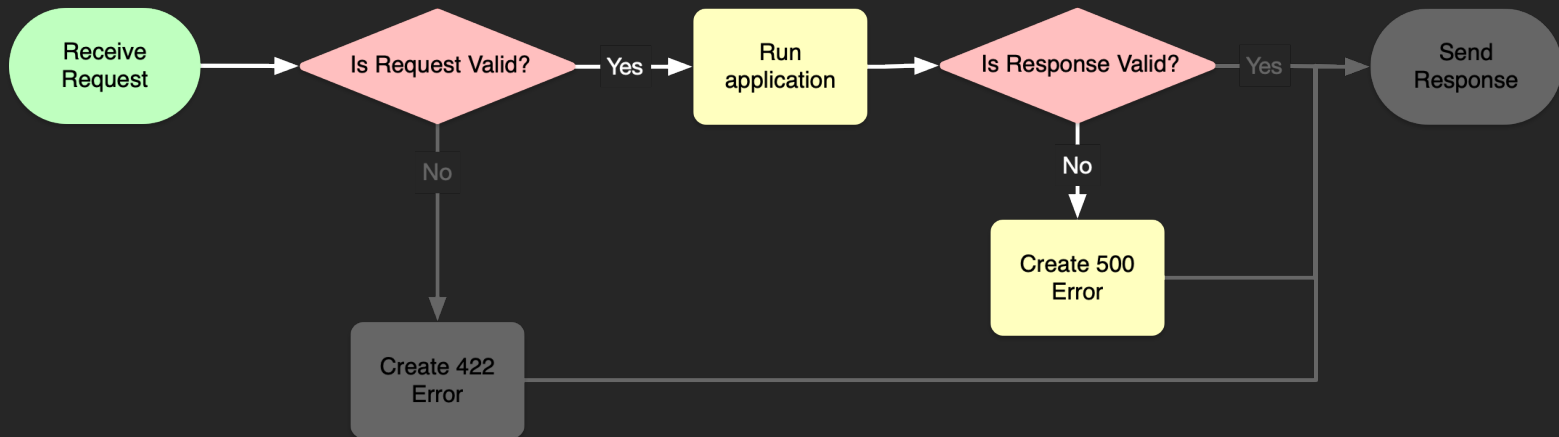 Receive
Request
Is Request Valid?
Yes
Run
application
Is Response Valid?
Yes
Send
Response
No
No
Create 500
Error
Create 422
Error